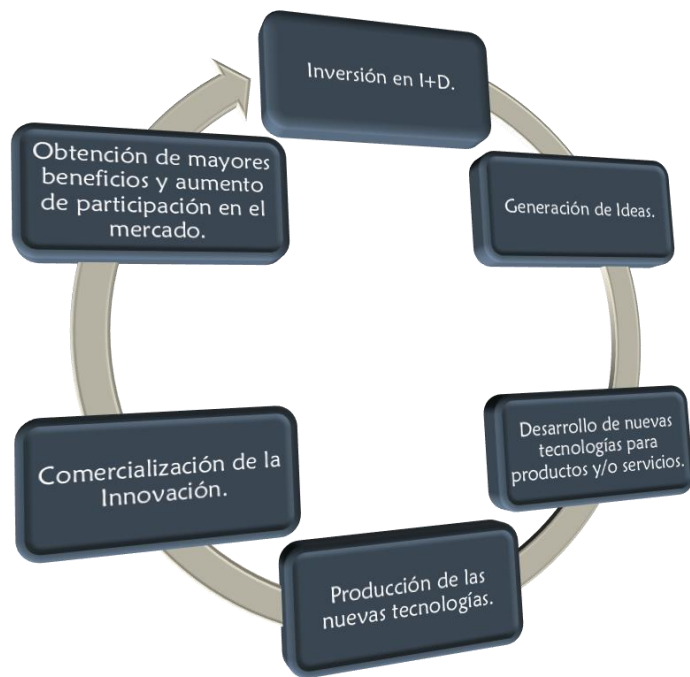 Inversión en I+D.
Generación de Ideas.
Desarrollo de nuevas
tecnologías para
productos y/o servicios.
Producción de las
nuevas tecnologías.
Comercialización de la
Innovación.
Obtención de mayores
beneficios y aumento
de participación en el
mercado.